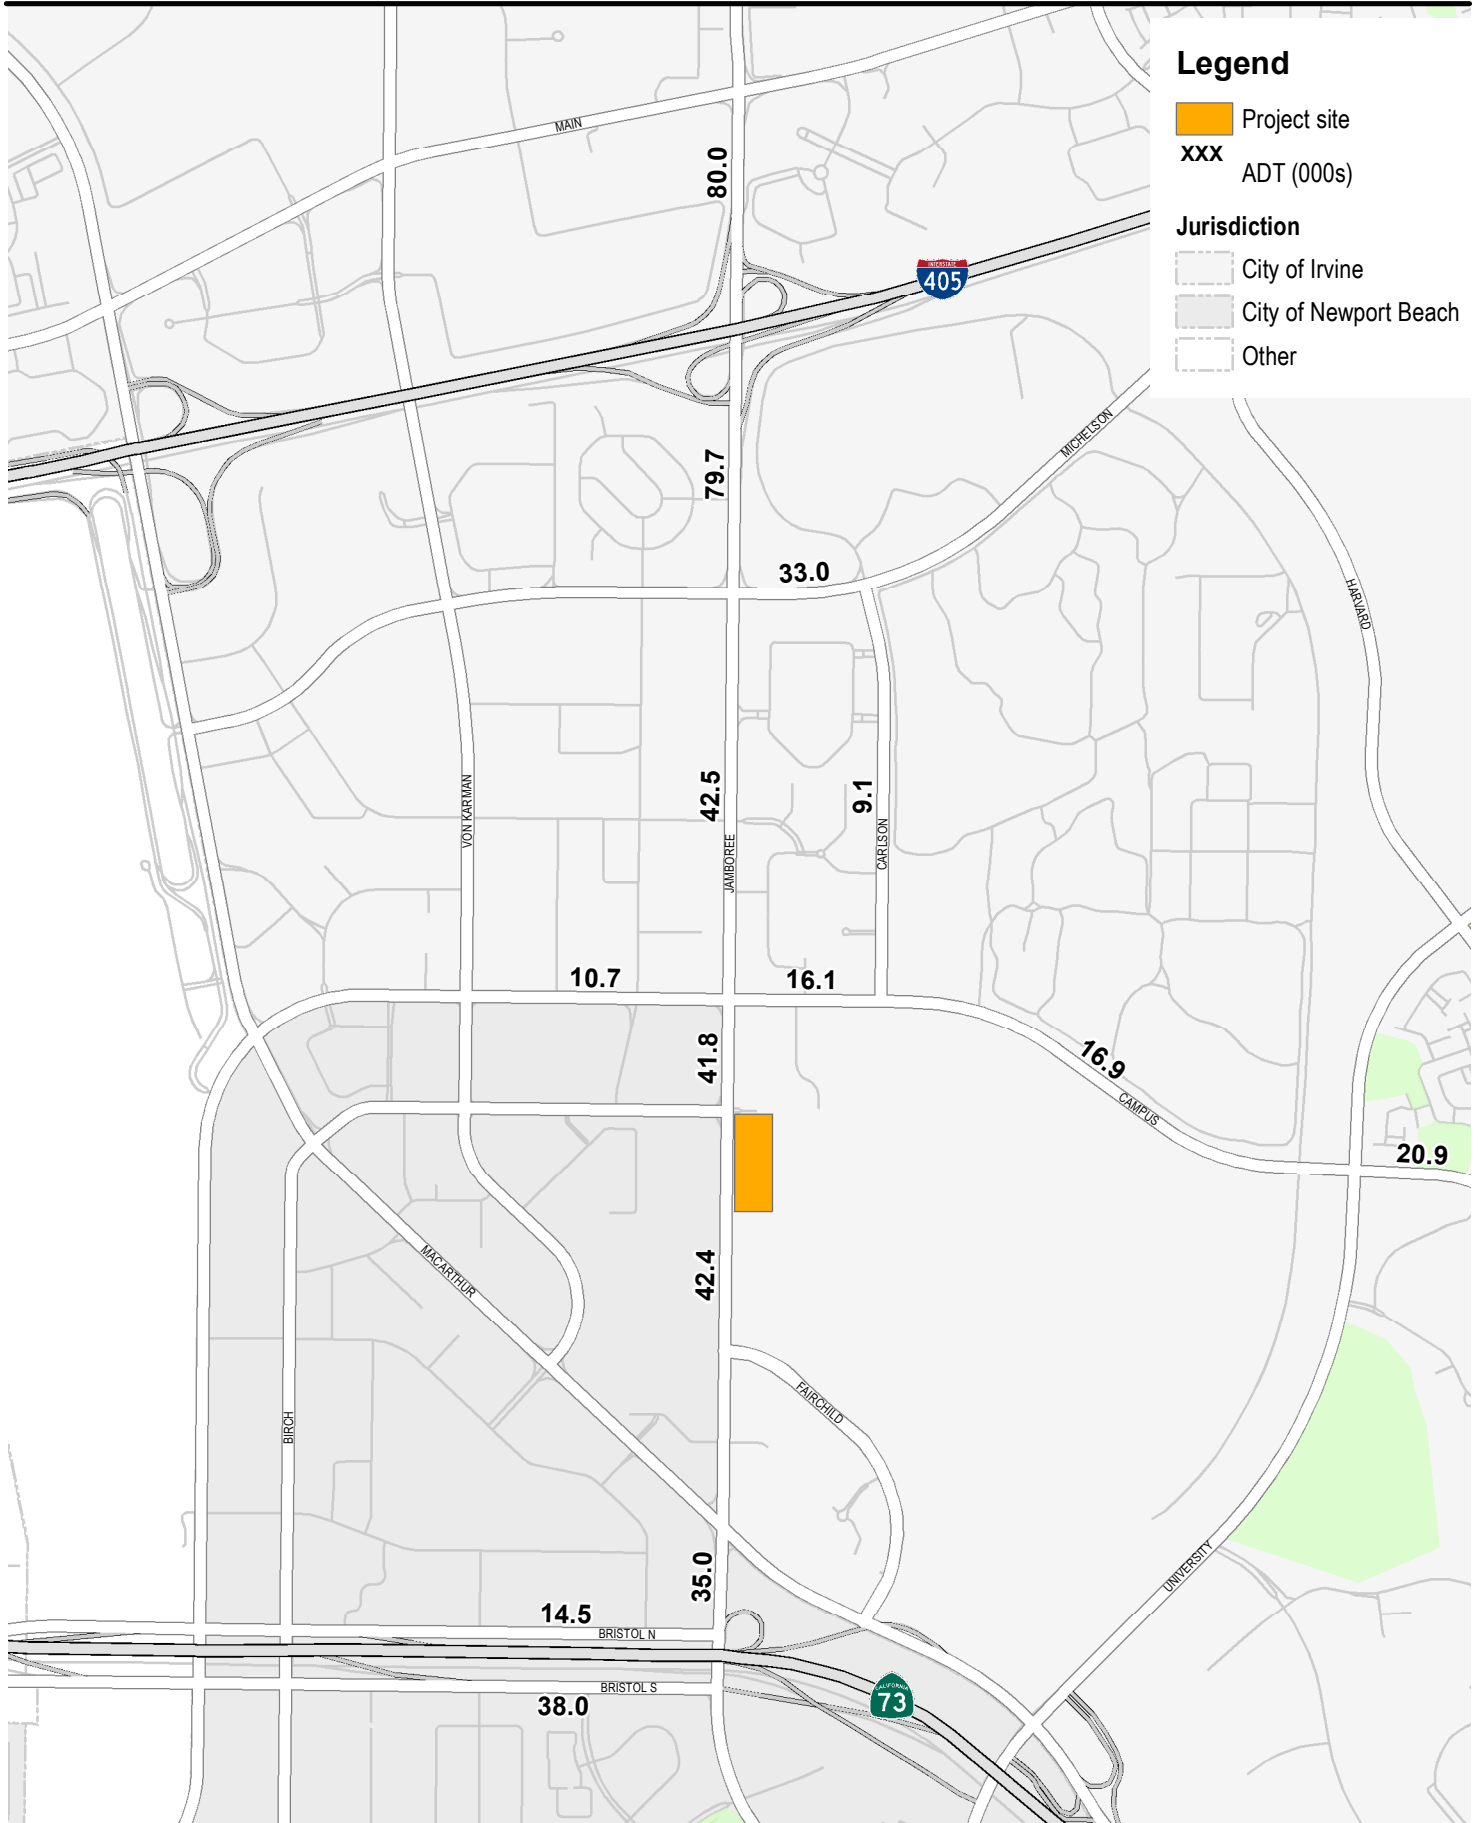 Legend
Project site
XXX
ADT (000s)
Jurisdiction
City of Irvine
City of Newport Beach
Other
MAIN
80.0
INTERSTATE
405
MICHELSON
79.7
33.0
HARVARD
VON KARMAN
42.5
9.1
JAMBOREE
CARLSON
10.7
16.1
41.8
16.9
CAMPUS
20.9
MACARTHUR
42.4
FAIRCHILD
BIRCH
35.0
UNIVERSITY
14.5
BRISTOL N
BRISTOL S
38.0
CALIFORNIA
73